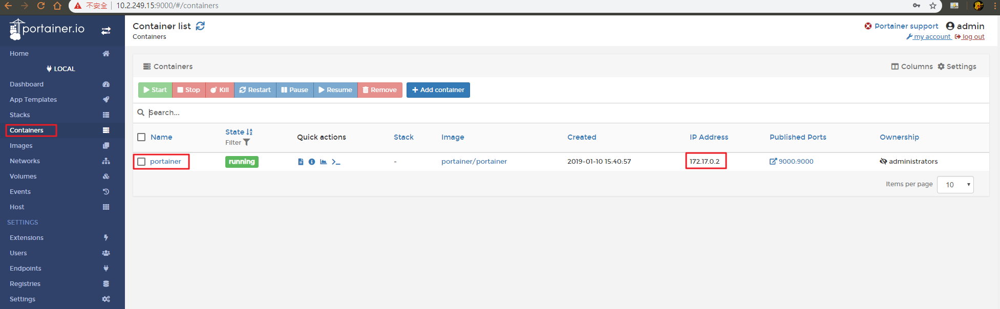 不安全 10.2.249.15:9000/#/containers
portainer.io
Home
LOCAL
Dashboard
App Templates
Stacks
Containers
Images
Networks
Volumes
Events
Host
SETTINGS
Extensions
Users
Endpoints
Registries
Settings
Container list
Containers
Portainer support admin
my account log out
Containers
Columns Settings
Start Stop Kill Restart Pause Resume Remove Add container
Search...
Name State Filter Quick actions Stack Image Created IP Address Published Ports Ownership
portainer running - portainer/portainer 2019-01-10 15:40:57 172.17.0.2 9000:9000 administrators
Items per page 10